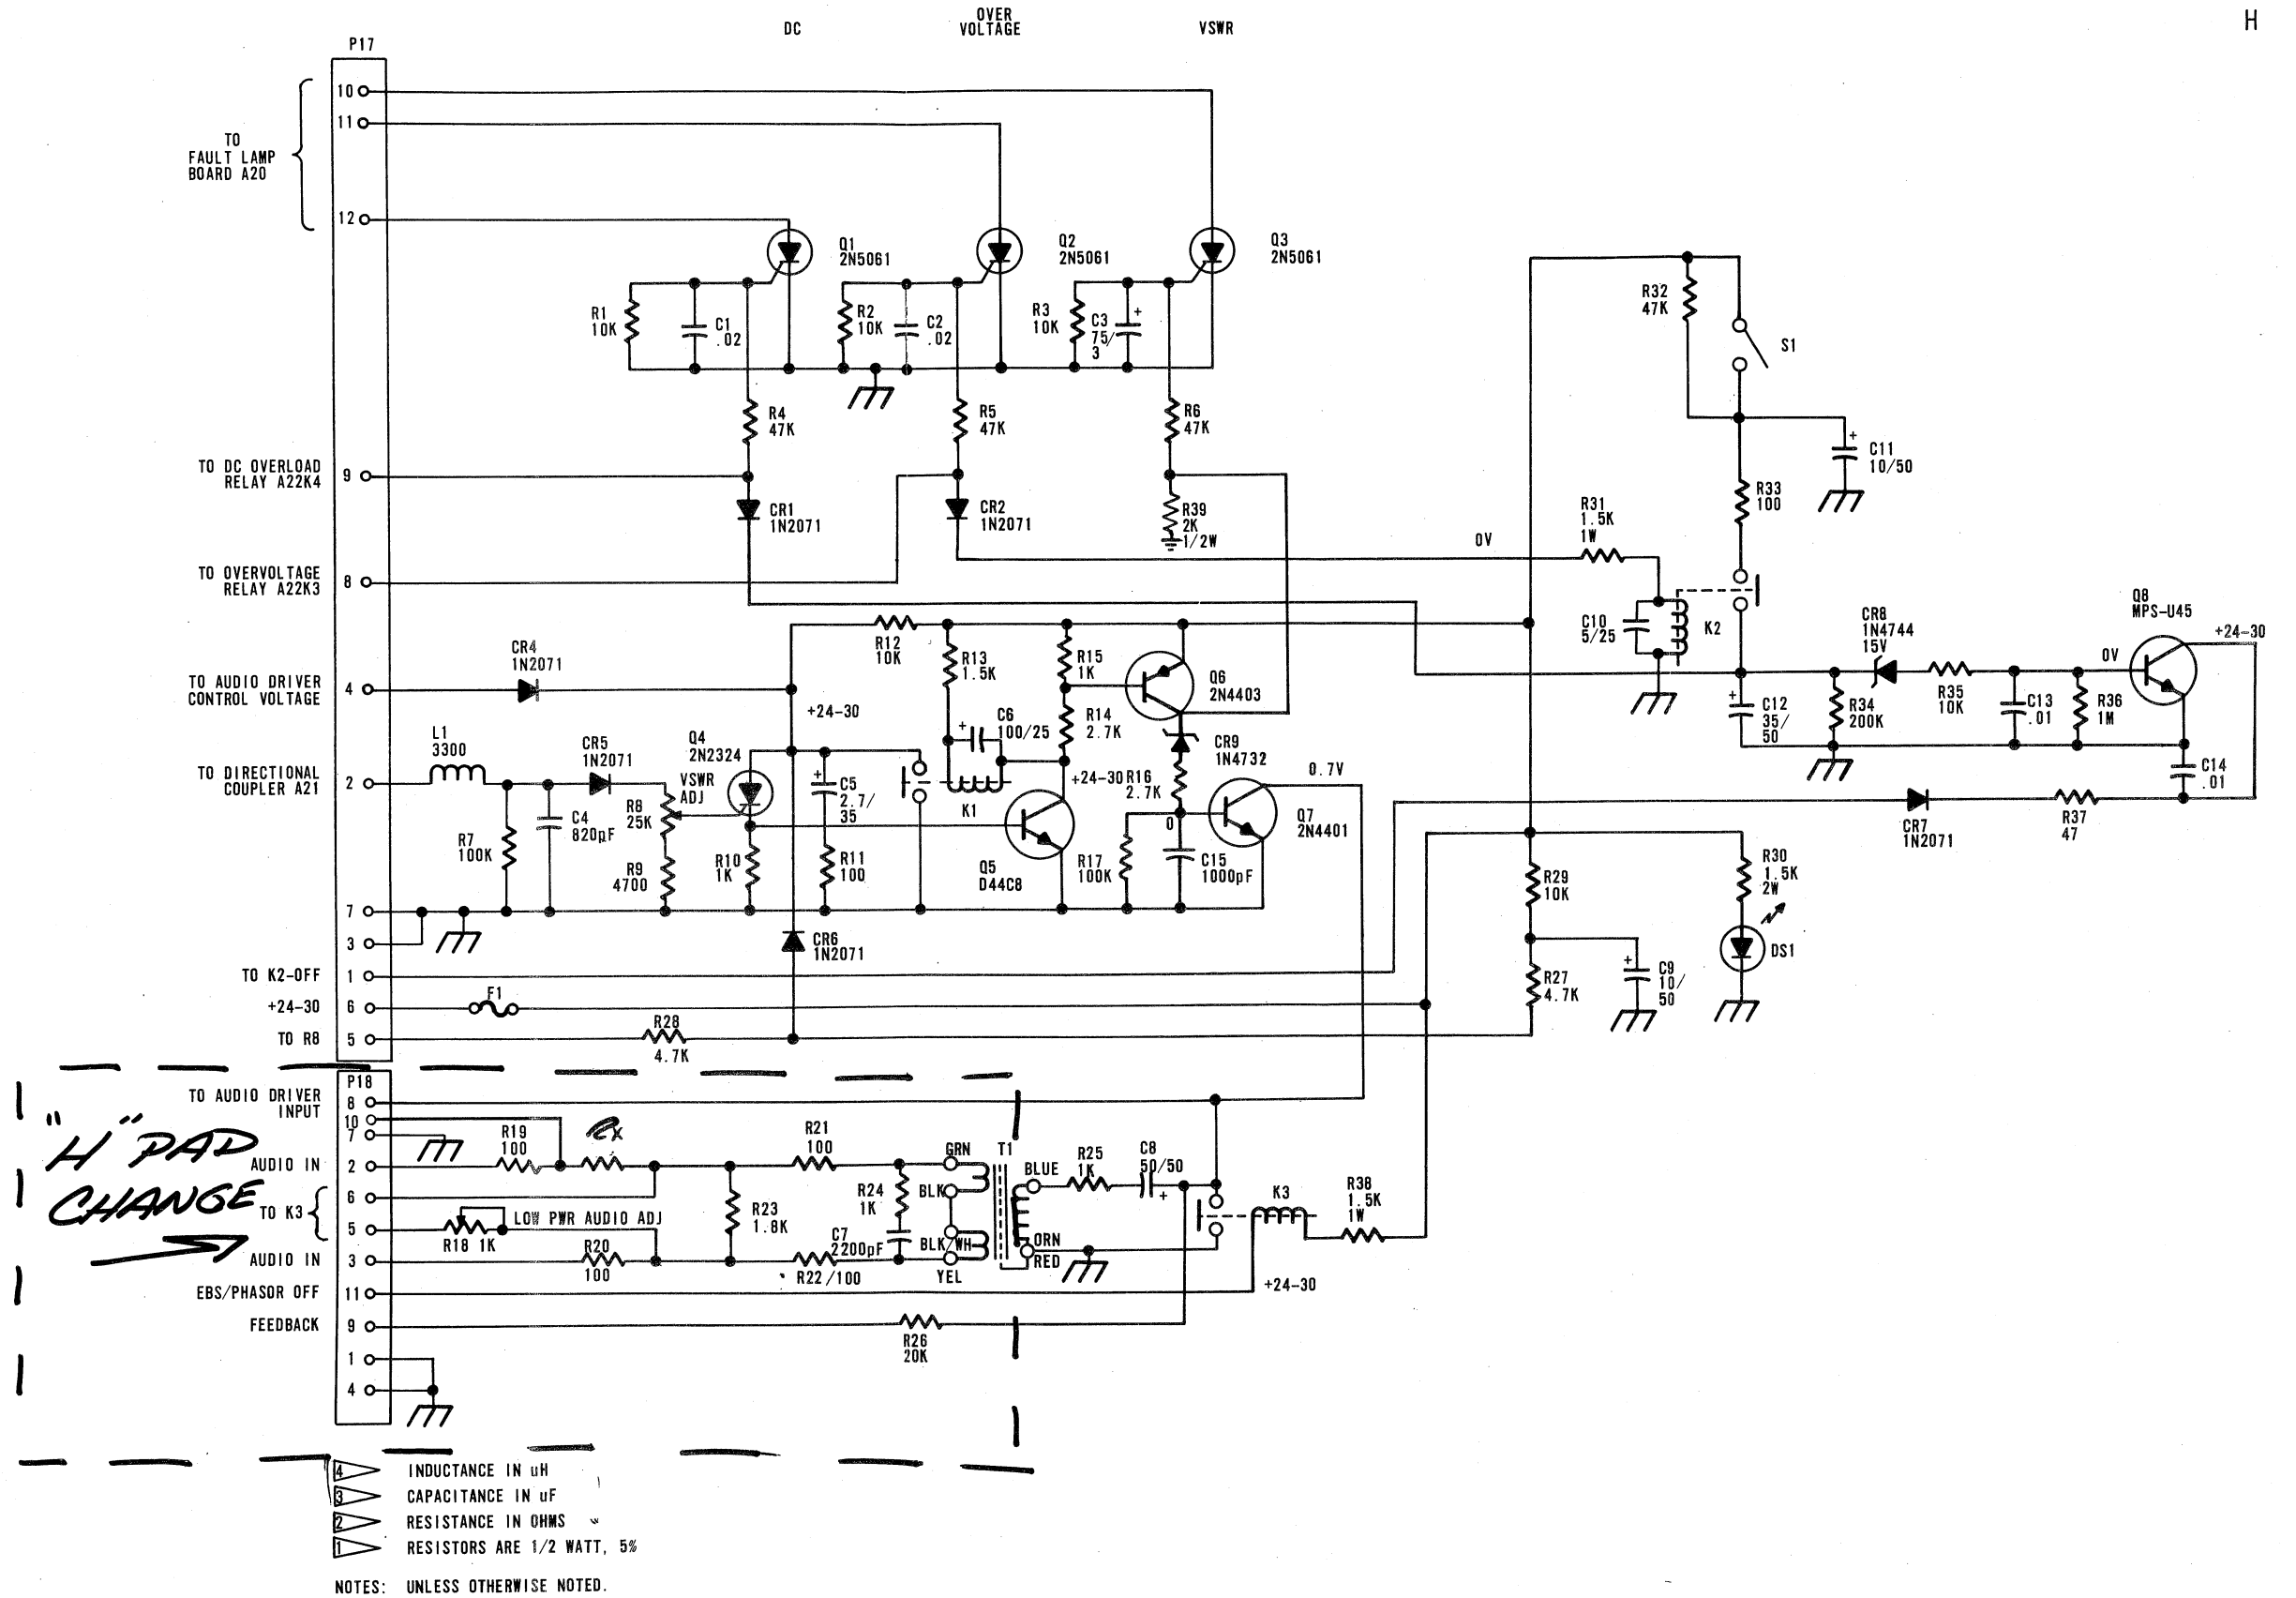 DC
OVER
VOLTAGE
VSWR
H
P17
10
11
TO
FAULT LAMP
BOARD A20
12
Q1
2N5061
Q2
2N5061
Q3
2N5061
R1
10K
C1
.02
R2
10K
C2
.02
R3
10K
C3
75/
3
+
R32
47K
S1
R4
47K
R5
47K
R6
47K
+
C11
10/50
TO DC OVERLOAD
RELAY A22K4
9
CR1
1N2071
CR2
1N2071
R39
2K
1/2W
R33
100
R31
1.5K
1W
0V
TO OVERVOLTAGE
RELAY A22K3
8
C10
5/25
K2
Q8
MPS-U45
+24-30
CR8
1N4744
15V
0V
R12
10K
R13
1.5K
R15
1K
Q6
2N4403
CR4
1N2071
TO AUDIO DRIVER
CONTROL VOLTAGE
4
+24-30
C6
100/25
+
R14
2.7K
R35
10K
C13
.01
R36
1M
+
C12
35/
50
R34
200K
L1
3300
CR5
1N2071
Q4
2N2324
VSWR
ADJ
CR9
1N4732
TO DIRECTIONAL
COUPLER A21
2
+
C5
2.7/
35
K1
+24-30
R16
2.7K
0.7V
C14
.01
R8
25K
C4
820pF
R7
100K
0
Q7
2N4401
R37
47
CR7
1N2071
R9
4700
R10
1K
R11
100
Q5
D44C8
R17
100K
C15
1000pF
R30
1.5K
2W
R29
10K
7
3
CR6
1N2071
DS1
TO K2-OFF
1
+
C9
10/
50
R27
4.7K
+24-30
6
F1
TO R8
5
R28
4.7K
P18
TO AUDIO DRIVER
INPUT
8
10
7
"H" PAD
CHANGE
R19
100
R21
100
GRN
T1
BLUE
R25
1K
C8
50/50
+
AUDIO IN
2
R24
1K
BLK
K3
R38
1.5K
1W
6
TO K3
5
R18 1K
LOW PWR AUDIO ADJ
R23
1.8K
C7
2200pF
BLK/WH
ORN
RED
AUDIO IN
3
R20
100
R22/100
YEL
EBS/PHASOR OFF
11
+24-30
FEEDBACK
9
R26
20K
1
4
4 INDUCTANCE IN uH
3 CAPACITANCE IN uF
2 RESISTANCE IN OHMS
1 RESISTORS ARE 1/2 WATT, 5%
NOTES: UNLESS OTHERWISE NOTED.